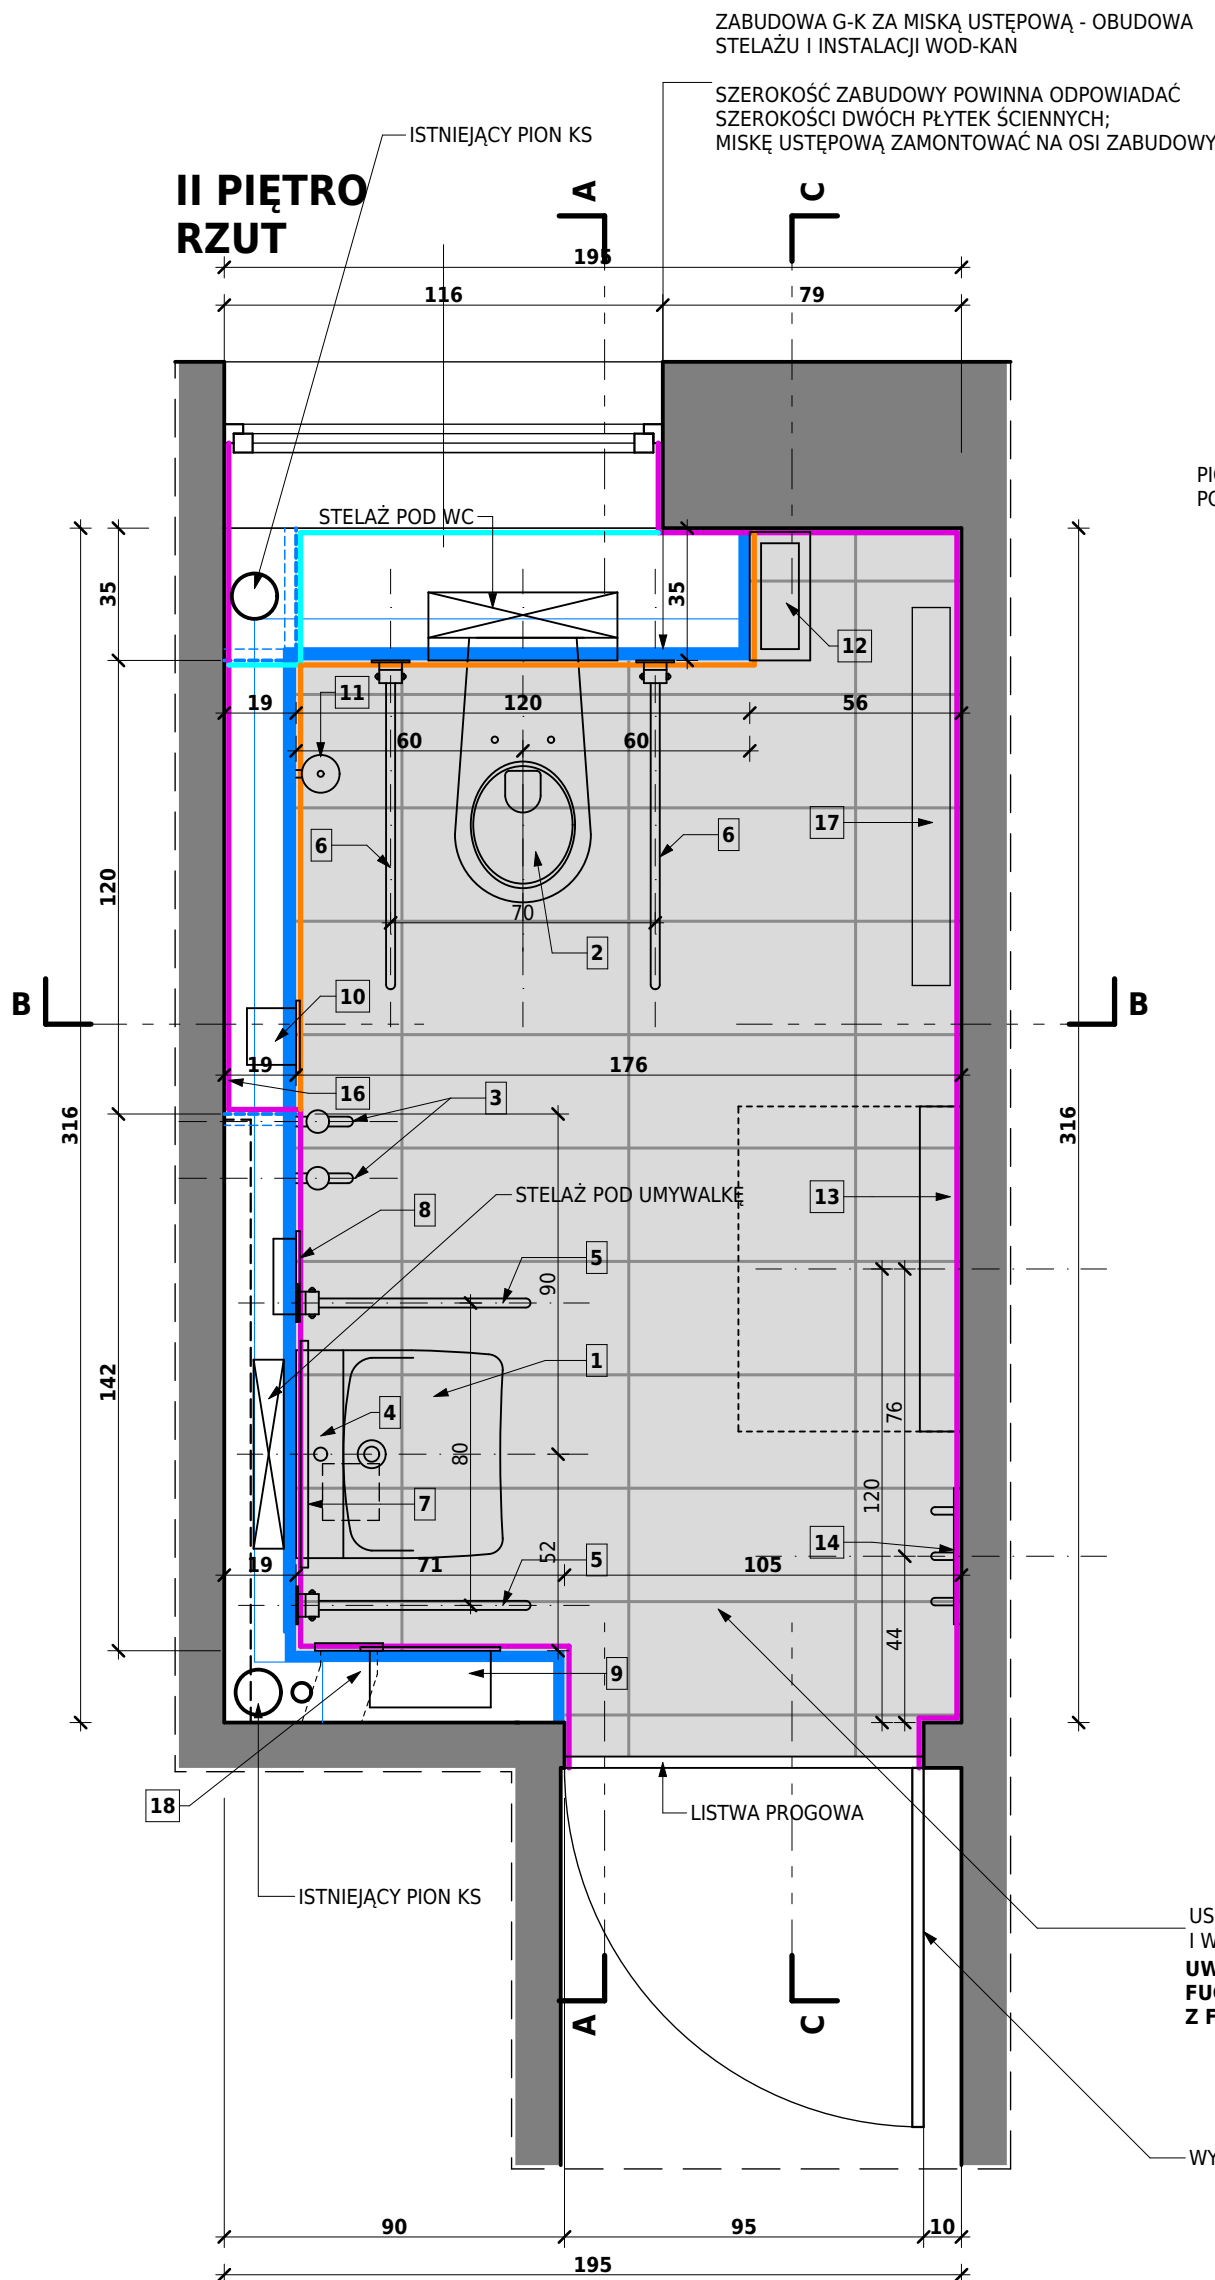 ZABUDOWA G-K ZA MISKĄ USTĘPOWĄ - OBUDOWA
STELAŻU I INSTALACJI WOD-KAN
SZEROKOŚĆ ZABUDOWY POWINNA ODPOWIADAĆ
SZEROKOŚCI DWÓCH PŁYTEK ŚCIENNYCH;
MISKĘ USTĘPOWĄ ZAMONTOWAĆ NA OSI ZABUDOWY
ISTNIEJĄCY PION KS
II PIĘTRO
RZUT
A
C
195
116
79
STELAŻ POD WC
35
35
12
11
19
120
56
60
60
17
6
6
120
70
2
B
B
10
19
176
16
3
316
316
STELAŻ POD UMYWALKĘ
13
8
5
90
142
1
4
76
80
120
7
14
19
71
52
5
105
44
9
18
LISTWA PROGOWA
ISTNIEJĄCY PION KS
A
C
90
95
10
195